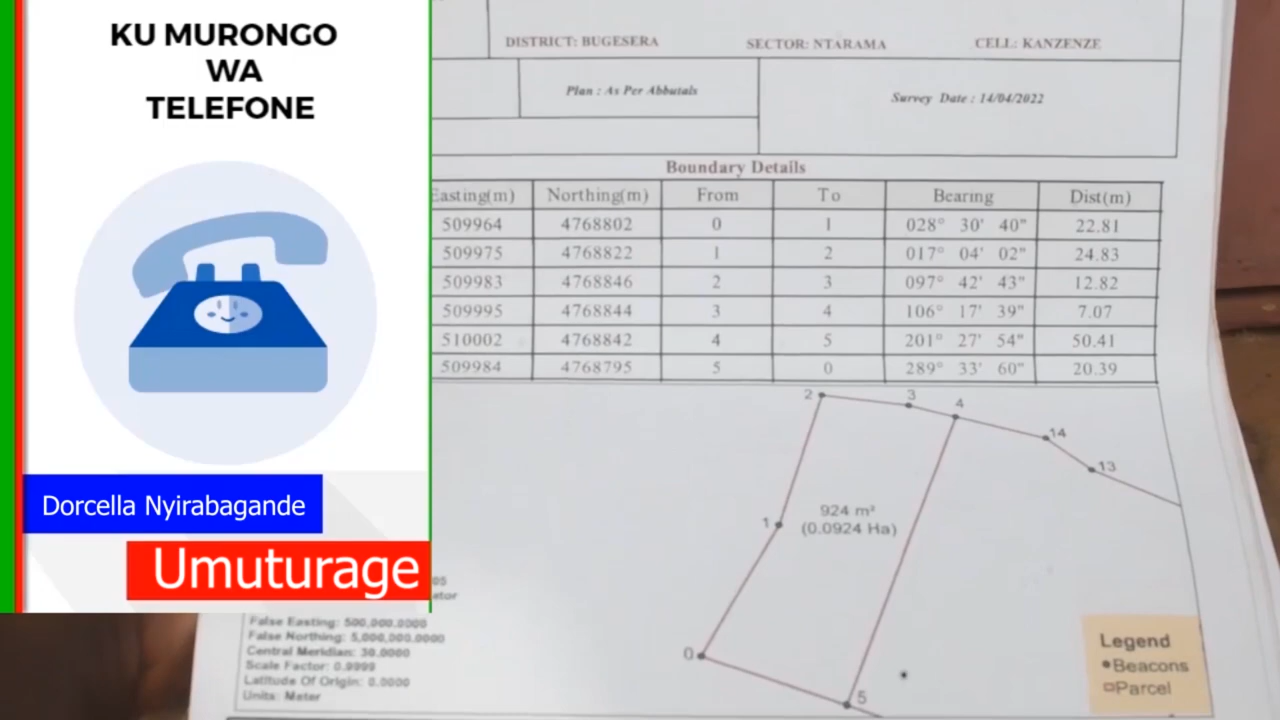 KU MURONGO
WA
TELEFONE
Dorcella Nyirabagande
Umuturage
DISTRICT: BUGESERA SECTOR: NTARAMA CELL: KANZENZE
Plan : As Per Abbutals
Survey Date : 14/04/2022
Boundary Details
Easting(m) Northing(m) From To Bearing Dist(m)
509964 4768802 0 1 028° 30' 40" 22.81
509975 4768822 1 2 017° 04' 02" 24.83
509983 4768846 2 3 097° 42' 43" 12.82
509995 4768844 3 4 106° 17' 39" 7.07
510002 4768842 4 5 201° 27' 54" 50.41
509984 4768795 5 0 289° 33' 60" 20.39
2 3 4
14
13
1
924 m²
(0.0924 Ha)
0
5
05
ator
False Easting: 500,000.0000
False Northing: 5,000,000.0000
Central Meridian: 30.0000
Scale Factor: 0.9999
Latitude Of Origin: 0.0000
Units: Meter
Legend
Beacons
Parcel